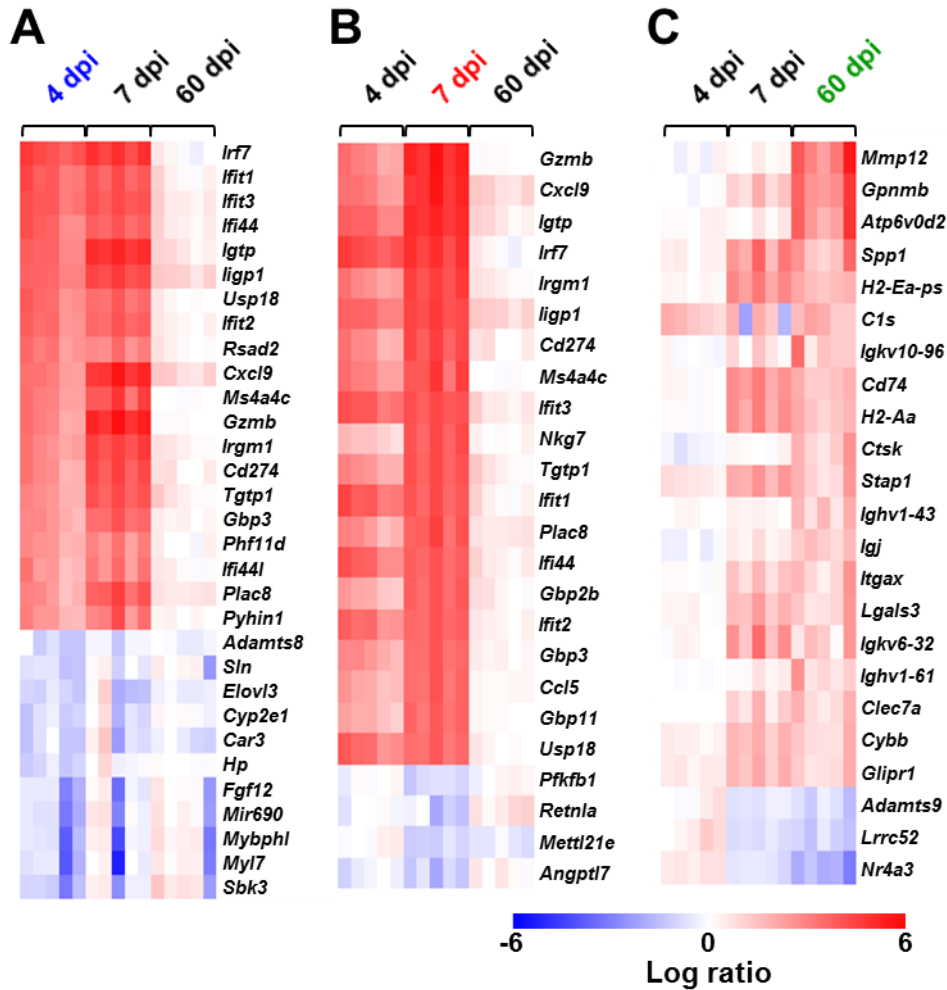 A
B
C
4 dpi
7 dpi
60 dpi
4 dpi
7 dpi
60 dpi
4 dpi
7 dpi
60 dpi
Irf7
Ifit1
Ifit3
Ifi44
Igtp
Iigp1
Usp18
Ifit2
Rsad2
Cxcl9
Ms4a4c
Gzmb
Irgm1
Cd274
Tgtp1
Gbp3
Phf11d
Ifi44l
Plac8
Pyhin1
Adamts8
Sln
Elovl3
Cyp2e1
Car3
Hp
Fgf12
Mir690
Mybphl
Myl7
Sbk3
Gzmb
Cxcl9
Igtp
Irf7
Irgm1
Iigp1
Cd274
Ms4a4c
Ifit3
Nkg7
Tgtp1
Ifit1
Plac8
Ifi44
Gbp2b
Ifit2
Gbp3
Ccl5
Gbp11
Usp18
Pfkfb1
Retnla
Mettl21e
Angptl7
Mmp12
Gpnmb
Atp6v0d2
Spp1
H2-Ea-ps
C1s
Igkv10-96
Cd74
H2-Aa
Ctsk
Stap1
Ighv1-43
Igj
Itgax
Lgals3
Igkv6-32
Ighv1-61
Clec7a
Cybb
Glipr1
Adamts9
Lrrc52
Nr4a3
-6 0 6
Log ratio